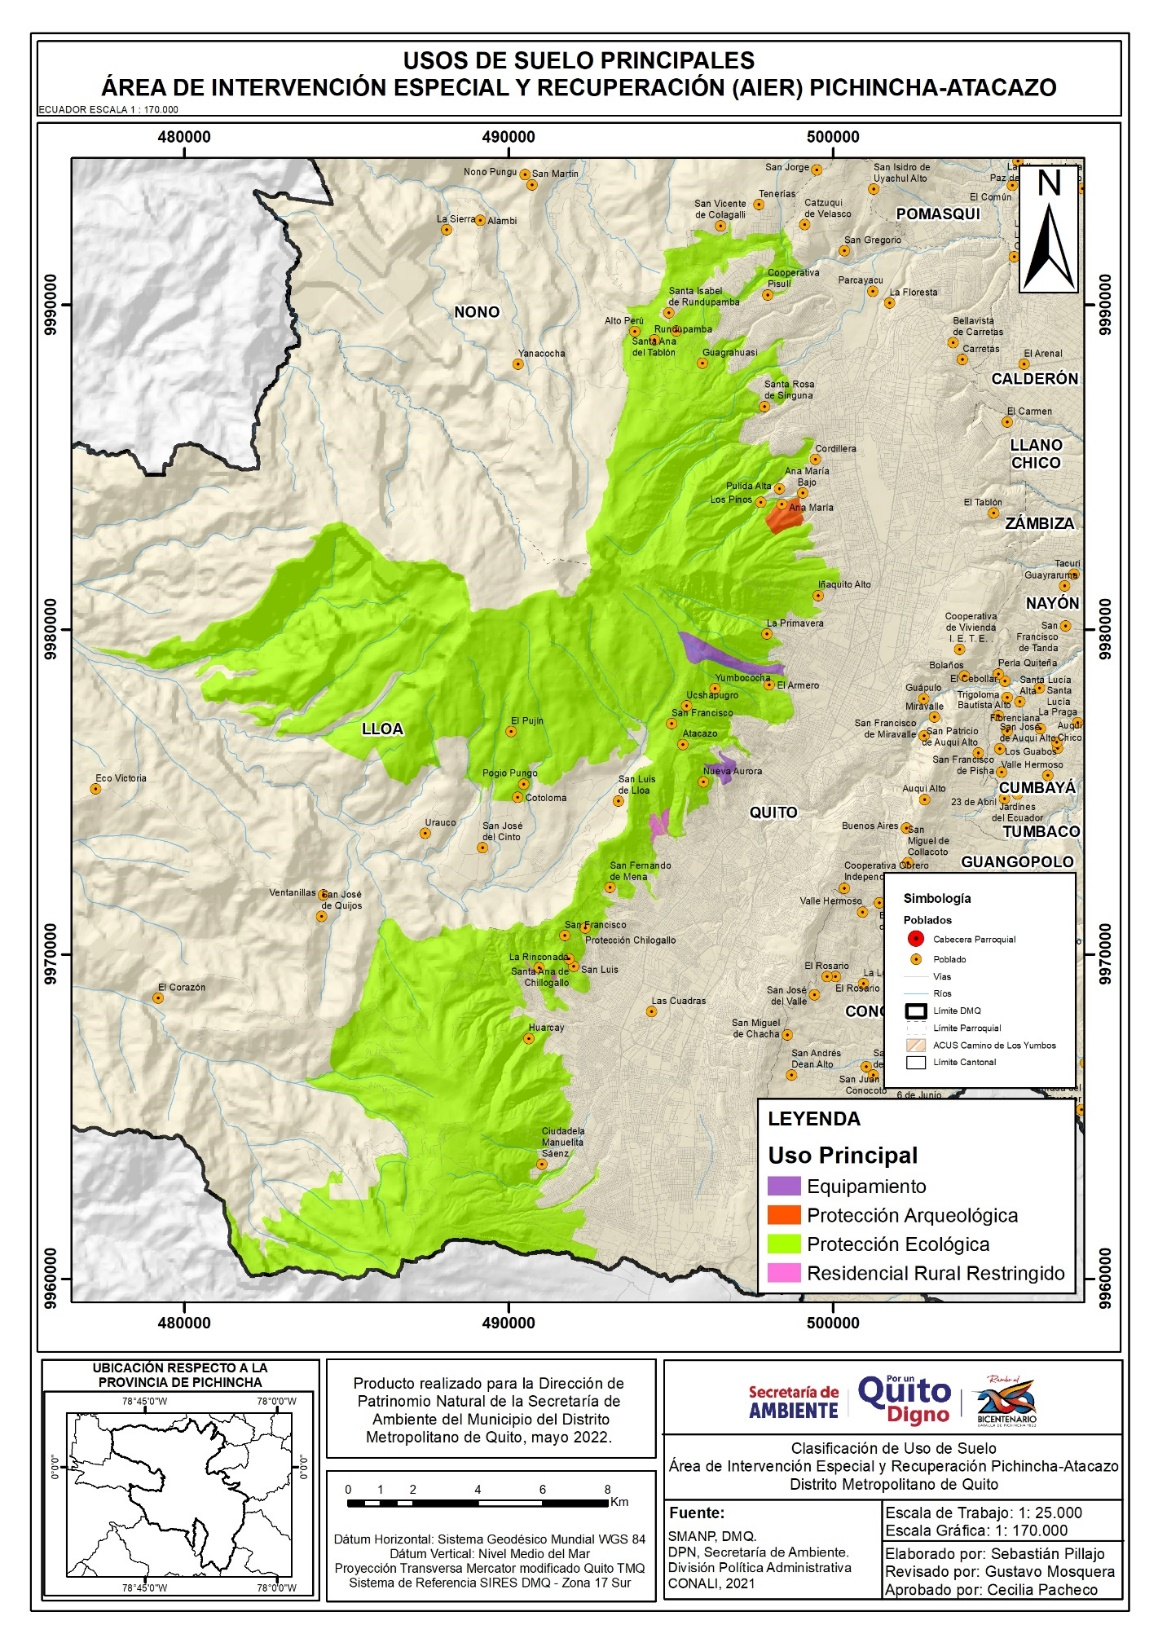 USOS DE SUELO PRINCIPALES
ÁREA DE INTERVENCIÓN ESPECIAL Y RECUPERACIÓN (AIER) PICHINCHA-ATACAZO
ECUADOR ESCALA 1 : 170.000
480000
490000
500000
Nono Pungu
San Martín
La Sierra
Alambi
San Jorge
Tenerías
San Vicente
de Colagalli
Catzuqui
de Velasco
San Isidro de
Uyachul Alto
El Común
POMASQUI
San Gregorio
N
9990000
NONO
Cooperativa
Pisulí
Parcayacu
La Floresta
9990000
Santa Isabel
de Rundupamba
Alto Perú
Rundupamba
Santa Ana
del Tablón
Guagrahuasi
Yanacocha
Bellavista
de Carretas
Carretas
El Arenal
CALDERÓN
Santa Rosa
de Singuna
El Carmen
LLANO
CHICO
Cordillera
Ana María
Bajo
Pulida Alta
Los Pinos
Ana María
El Tablón
ZÁMBIZA
Iñaquito Alto
Tacuri
Guayraruma
NAYÓN
9980000
La Primavera
Cooperativa
de Vivienda
I. E. T. E.
San
Francisco
de Tanda
9980000
Bolaños
Perla Quiteña
El Cebollar
Santa Lucía
Alta
Santa
Lucía
Yumbococha
El Armero
Ucshapugro
San Francisco
Atacazo
Guápulo
Miravalle
Trigoloma
Bautista Alto
La Praga
Florenciana
San Francisco
de Miravalle
San Patricio
de Auqui Alto
San José
de Auqui Alto
Chico
Los Guabos
LLOA
El Pujín
San Francisco
de Pisha
Valle Hermoso
Eco Victoria
Pogio Pungo
Cotoloma
San Luis
de Lloa
Nueva Aurora
Auqui Alto
CUMBAYÁ
23 de Abril
Jardines
del Ecuador
QUITO
Urauco
San José
del Cinto
Buenos Aires
San
Miguel de
Collacoto
TUMBACO
GUANGOPOLO
San Fernando
de Mena
Cooperativa Obrero
Independ
Ventanillas
San José
de Quijos
Valle Hermoso
San Francisco
Protección Chilogallo
9970000
La Rinconada
Santa Ana de
Chillogallo
San Luis
El Rosario
El Rosario
San José
del Valle
9970000
El Corazón
Las Cuadras
San Miguel
de Chacha
Huarcay
San Andrés
Dean Alto
San Juan
Conocoto
6 de Junio
Simbología
Poblados
Cabecera Parroquial
Poblado
Vías
Ríos
Límite DMQ
Límite Parroquial
ACUS Camino de Los Yumbos
Límite Cantonal
Ciudadela
Manuelita
Sáenz
LEYENDA
Uso Principal
Equipamiento
Protección Arqueológica
Protección Ecológica
Residencial Rural Restringido
9960000
9960000
480000
490000
500000
UBICACIÓN RESPECTO A LA
PROVINCIA DE PICHINCHA
78°45'0"W
78°0'0"W
0°0'0"
0°0'0"
78°45'0"W
78°0'0"W
Producto realizado para la Dirección de
Patrimonio Natural de la Secretaría de
Ambiente del Municipio del Distrito
Metropolitano de Quito, mayo 2022.
0 1 2 4 6 8
Km
Dátum Horizontal: Sistema Geodésico Mundial WGS 84
Dátum Vertical: Nivel Medio del Mar
Proyección Transversa Mercator modificado Quito TMQ
Sistema de Referencia SIRES DMQ - Zona 17 Sur
Secretaría de
AMBIENTE
Por un
Quito
Digno
Rumbo al
BICENTENARIO
Clasificación de Uso de Suelo
Área de Intervención Especial y Recuperación Pichincha-Atacazo
Distrito Metropolitano de Quito
Fuente:
SMANP, DMQ.
DPN, Secretaría de Ambiente.
División Política Administrativa
CONALI, 2021
Escala de Trabajo: 1: 25.000
Escala Gráfica: 1: 170.000
Elaborado por: Sebastián Pillajo
Revisado por: Gustavo Mosquera
Aprobado por: Cecilia Pacheco